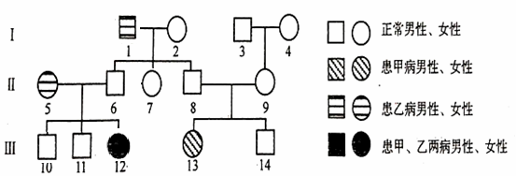 I
1 2 3 4
正常男性、女性
II
5 6 7 8 9
患甲病男性、女性
患乙病男性、女性
III
10 11 12 13 14
患甲、乙两病男性、女性